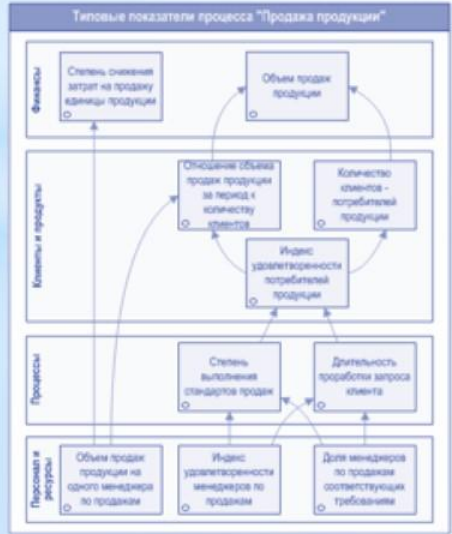 Типовые показатели процесса "Продажа продукции"
Финансы
Степень снижения
затрат на продажу
единицы продукции
Объем продаж
продукции
Клиенты и продукты
Отношение объема
продаж продукции
за период к
количеству
клиентов
Количество
клиентов -
потребителей
продукции
Индекс
удовлетворенности
потребителей
продукции
Процессы
Степень
выполнения
стандартов продаж
Длительность
проработки запроса
клиента
Персонал и
ресурсы
Объем продаж
продукции на
одного менеджера
по продажам
Индекс
удовлетворенности
менеджеров по
продажам
Доля менеджеров
по продажам
соответствующих
требованиям